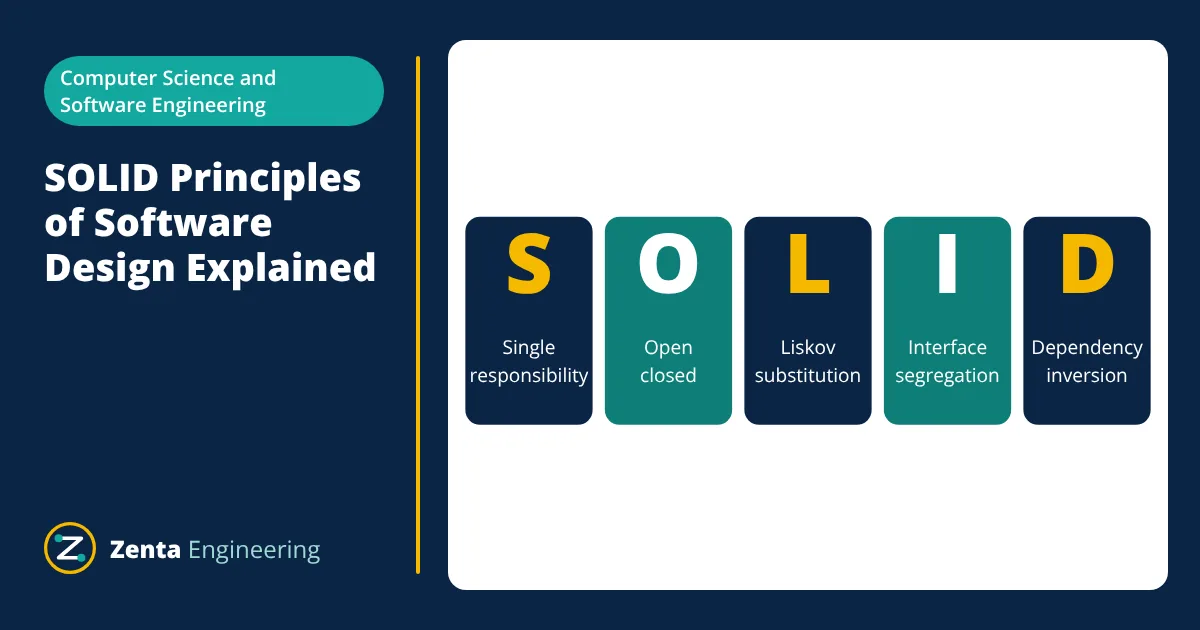 Computer Science and
Software Engineering
SOLID Principles
of Software
Design Explained
Zenta Engineering
S
Single
responsibility
O
Open
closed
L
Liskov
substitution
I
Interface
segregation
D
Dependency
inversion